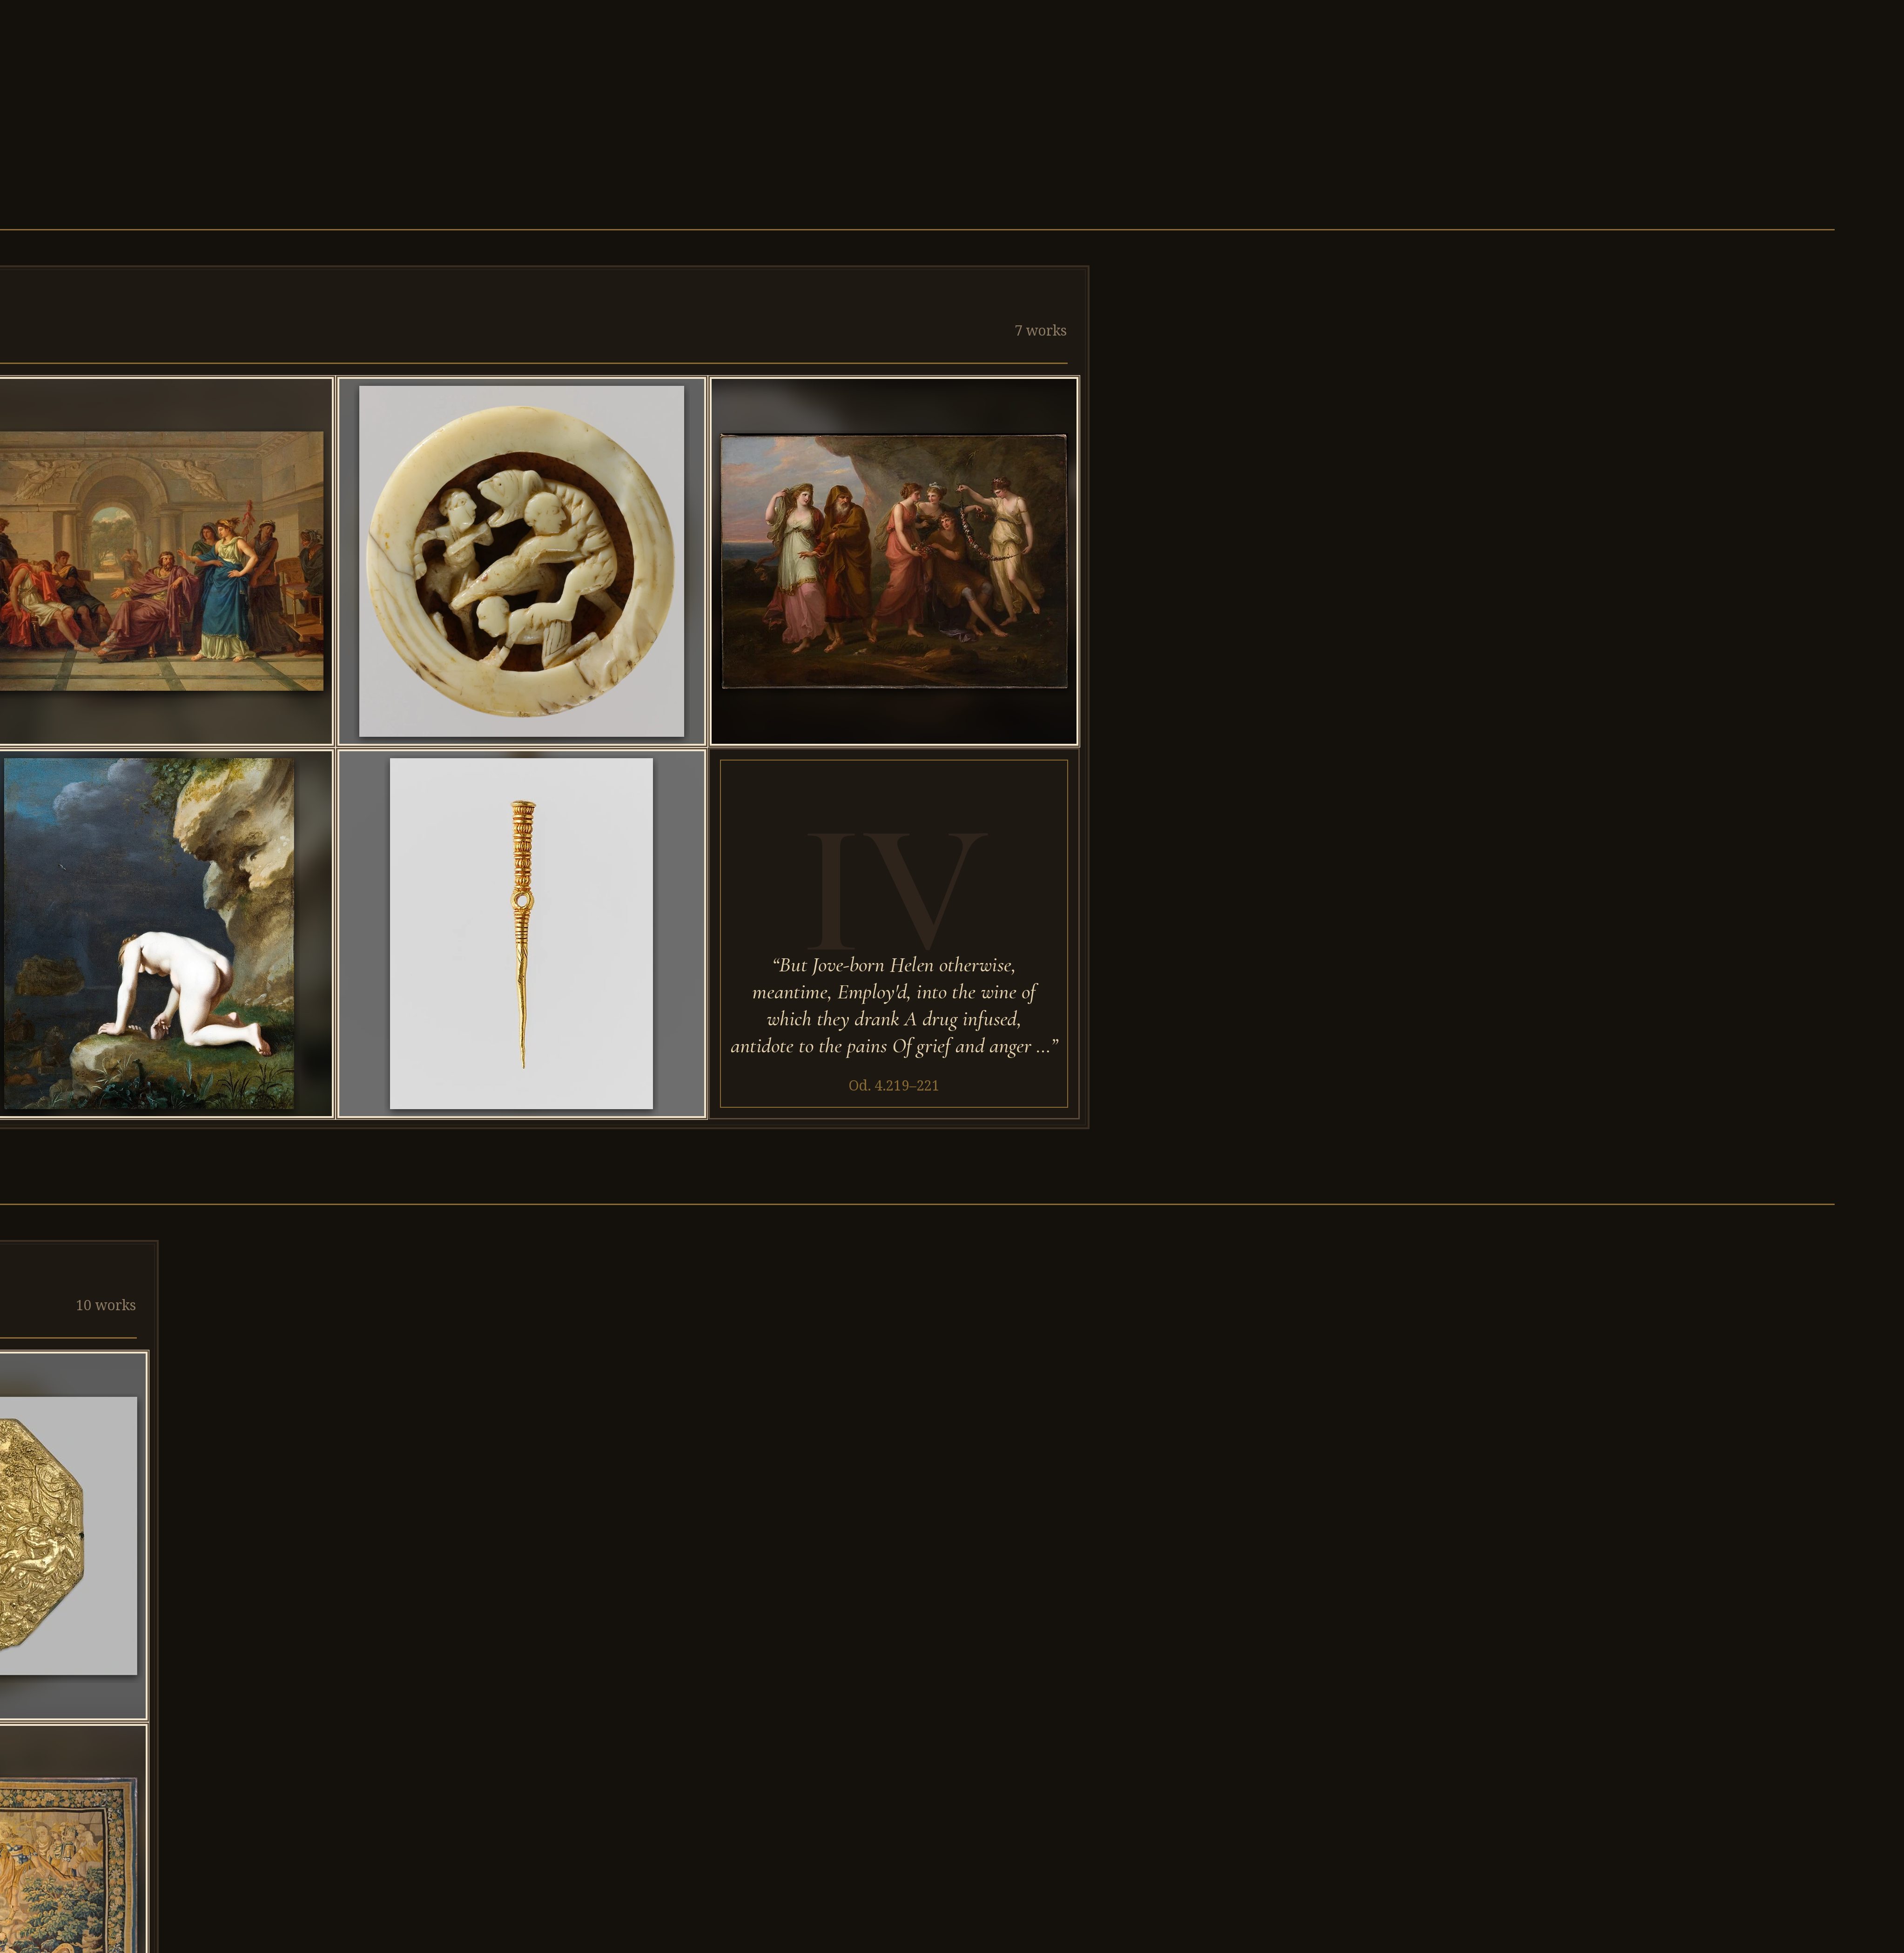 7 works
IV
“But Jove-born Helen otherwise,
meantime, Employ'd, into the wine of
which they drank A drug infused,
antidote to the pains Of grief and anger …”
Od. 4.219–221
10 works